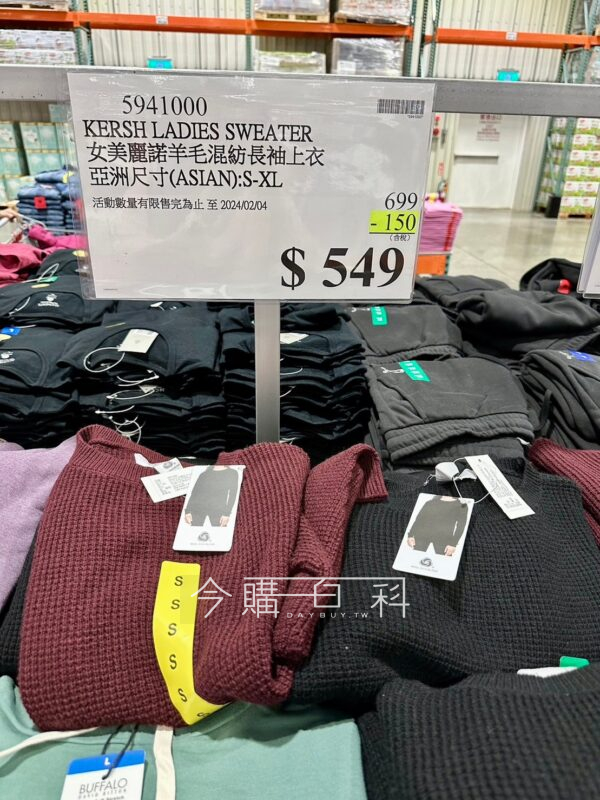 5941000
KERSH LADIES SWEATER
女美麗諾羊毛混紡長袖上衣
亞洲尺寸(ASIAN):S-XL
活動數量有限售完為止 至 2024/02/04
699
- 150
(含稅)
$ 549
S
S
S
S
S
S
今購百科
DAYBUY.TW
L
BUFFALO
DAVID BITTON